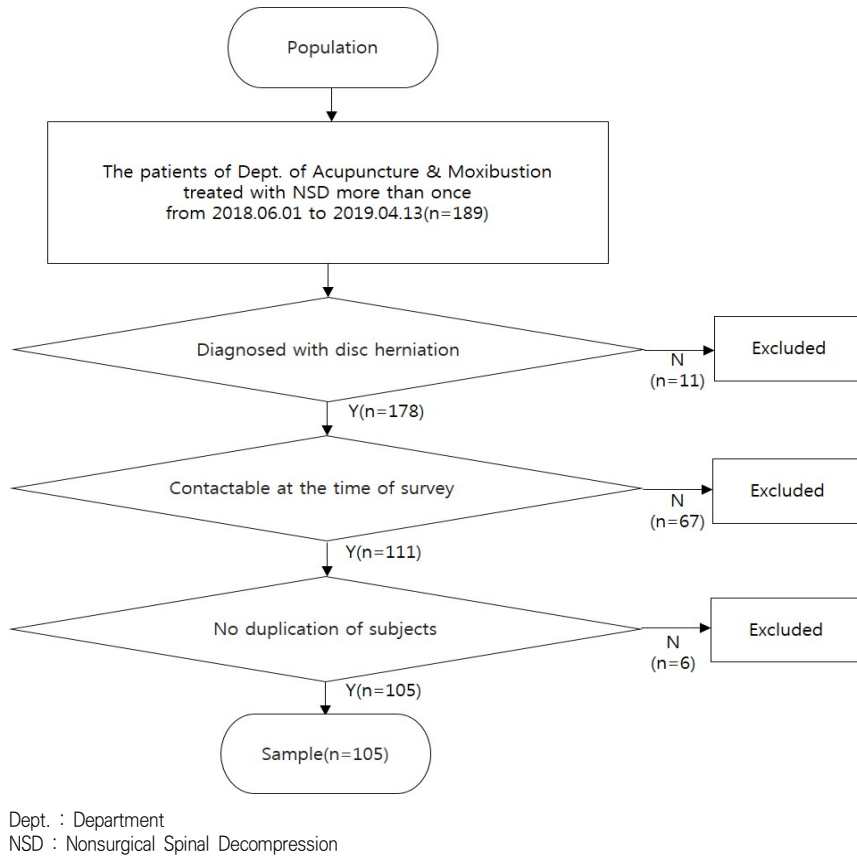 Population
The patients of Dept. of Acupuncture & Moxibustion
treated with NSD more than once
from 2018.06.01 to 2019.04.13(n=189)
Diagnosed with disc herniation
N
(n=11)
Excluded
Y(n=178)
Contactable at the time of survey
N
(n=67)
Excluded
Y(n=111)
No duplication of subjects
N
(n=6)
Excluded
Y(n=105)
Sample(n=105)
Dept. : Department
NSD : Nonsurgical Spinal Decompression